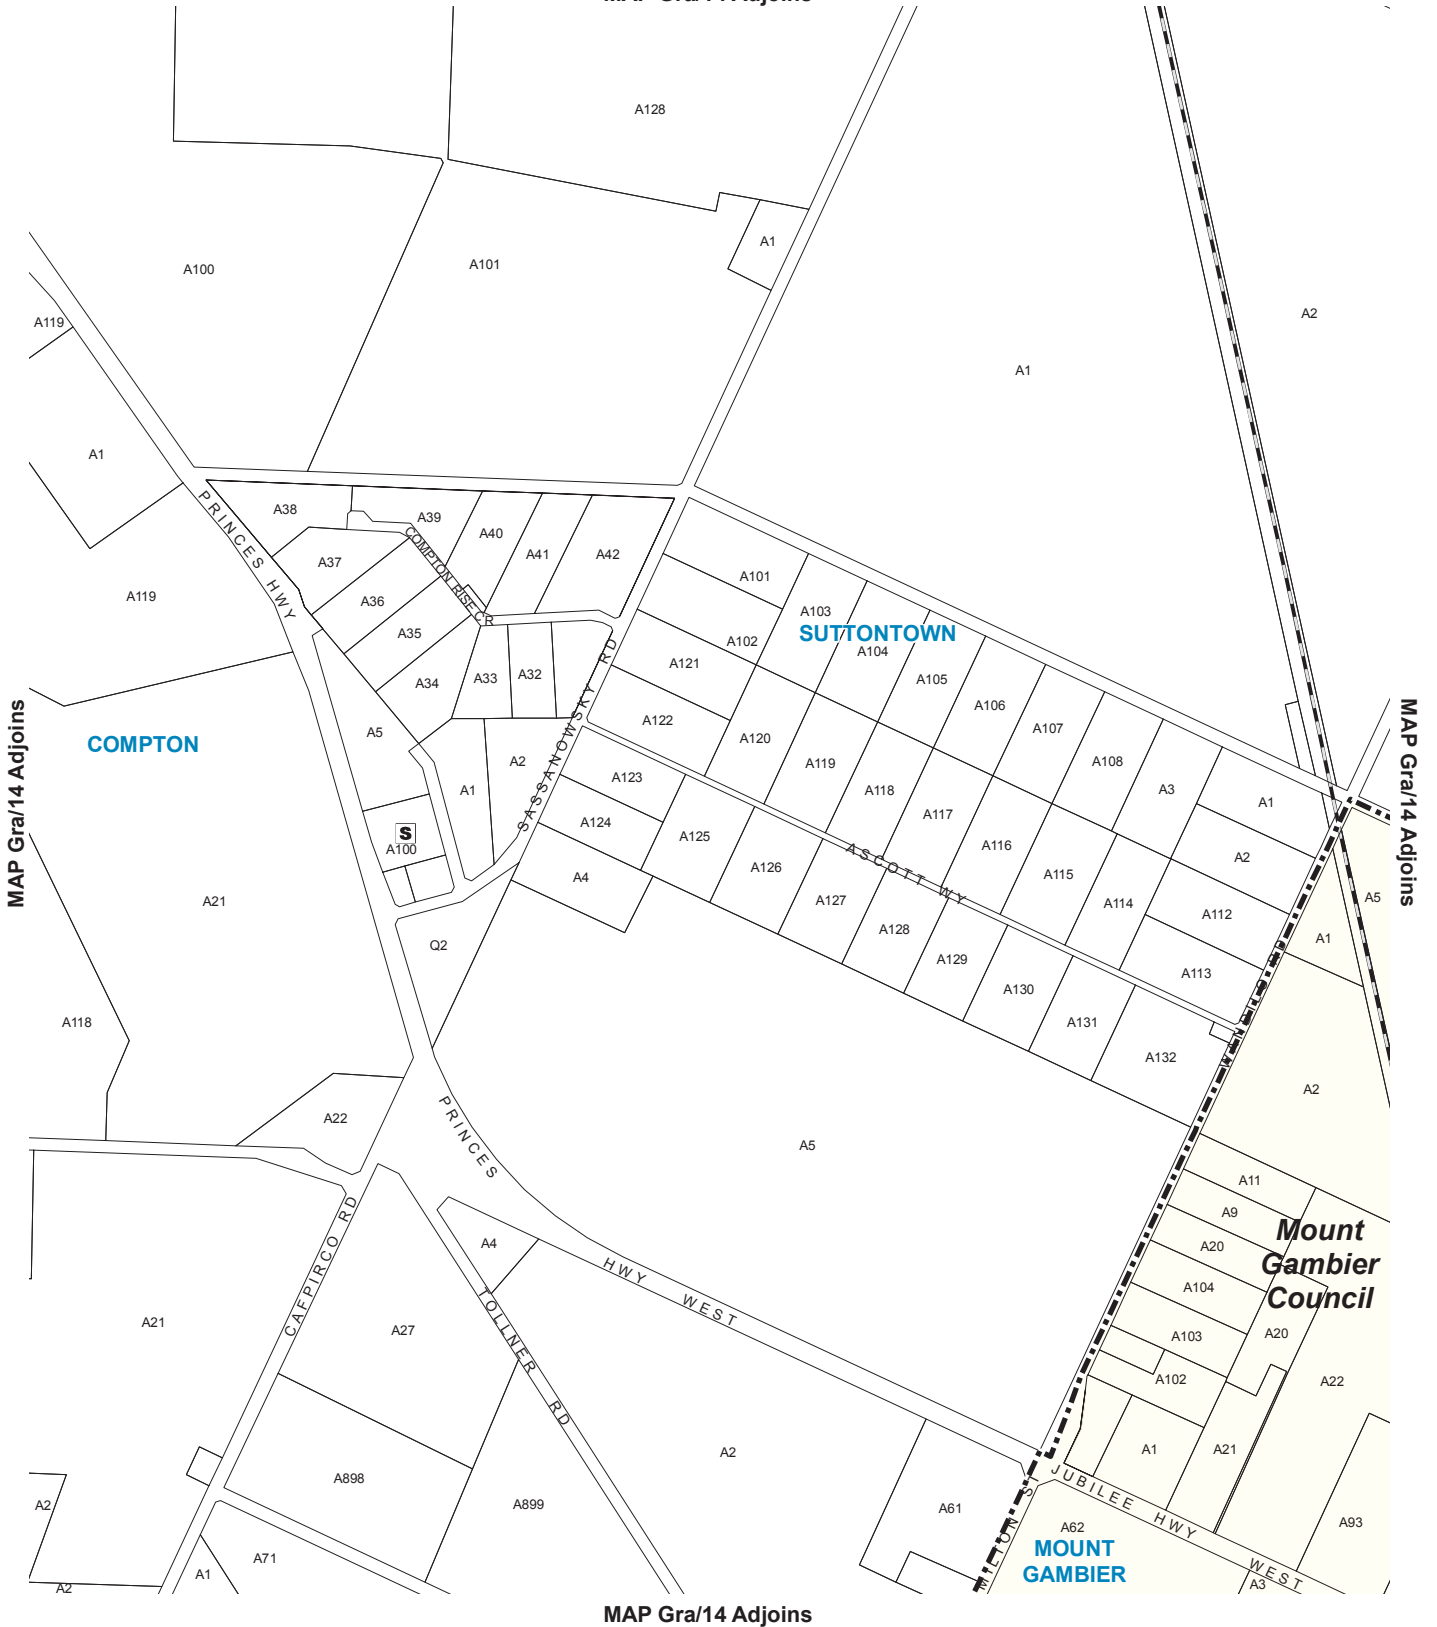 A128
A1
A100
A101
A119
A2
A1
A1
A38
A39
A40
A41
A42
PRINCES HWY
COMPTON RISE CR
A37
A36
A35
A34
A33
A32
A119
A101
A103
A102
SUTTONTOWN
A104
A105
A106
A107
A108
A3
A1
A2
A121
A122
A120
A119
A118
A117
A116
A115
A114
A112
A113
SASSANOWSKY RD
MAP Gra/14 Adjoins
COMPTON
A5
A2
A1
MAP Gra/14 Adjoins
S
A100
A123
A124
A125
A126
A127
A128
A129
A130
A131
A132
ASCOTT WY
A4
A5
A1
A21
Q2
A118
A22
A2
PRINCES
HWY
WEST
A5
A11
A9
A20
A104
A103
A102
Mount
Gambier
Council
A20
A22
A4
CAFPIRCO RD
TOLLNER RD
A21
A27
A2
A1
A21
A898
A899
A61
MILTON ST
JUBILEE HWY
WEST
A62
A93
A2
A71
A1
A2
MOUNT
GAMBIER
A3
MAP Gra/14 Adjoins